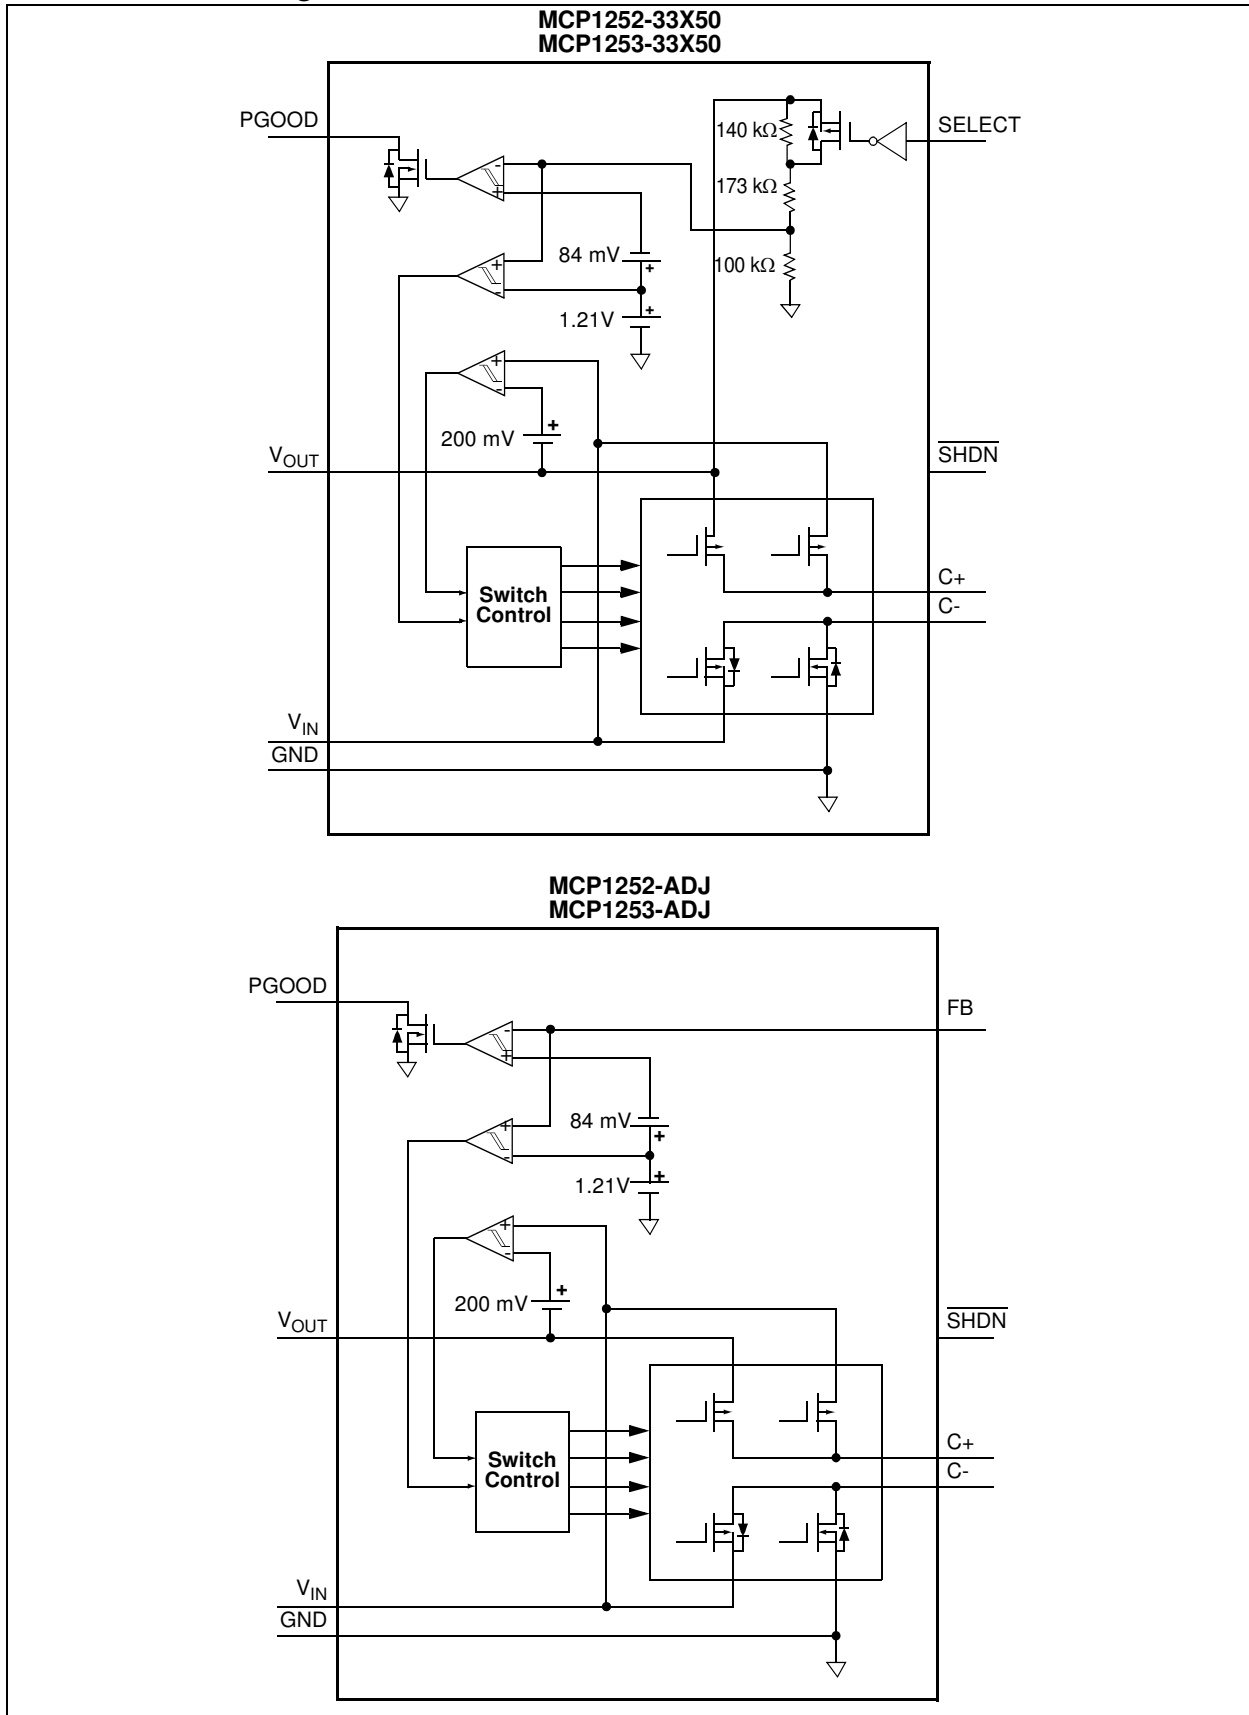 MCP1252-33X50
MCP1253-33X50
PGOOD
140 kΩ
SELECT
173 kΩ
84 mV
+
100 kΩ
1.21V
+
200 mV
+
VOUT
SHDN
Switch
Control
C+
C-
VIN
GND
MCP1252-ADJ
MCP1253-ADJ
PGOOD
FB
84 mV
+
1.21V
+
200 mV
+
VOUT
SHDN
Switch
Control
C+
C-
VIN
GND